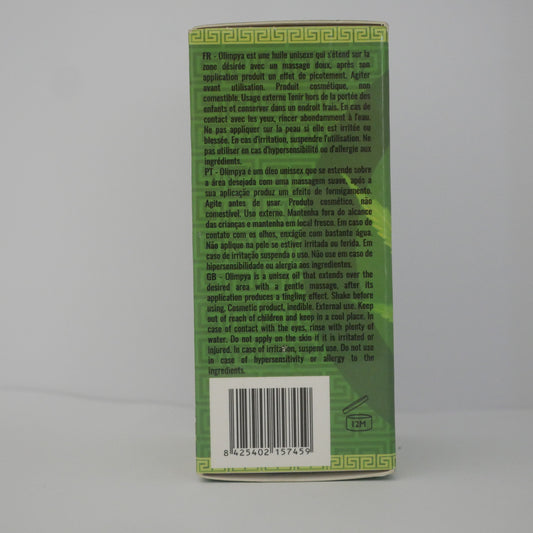 FR - Olimpya est une huile unisexe qui s'étend sur la
zone désirée avec un massage doux, après son
application produit un effet de picotement. Agiter
avant utilisation. Produit cosmétique, non
comestible. Usage externe Tenir hors de la portée des
enfants et conserver dans un endroit frais. En cas de
contact avec les yeux, rincer abondamment à l'eau.
Ne pas appliquer sur la peau si elle est irritée ou
blessée. En cas d'irritation, suspendre l'utilisation. Ne
pas utiliser en cas d'hypersensibilité ou d'allergie aux
ingrédients.
PT - Olimpya é um óleo unissex que se estende sobre
a área desejada com uma massagem suave, após a
sua aplicação produz um efeito de formigamento.
Agite antes de usar. Produto cosmético, não
comestível. Uso externo. Mantenha fora do alcance
das crianças e mantenha em local fresco. Em caso de
contato com os olhos, enxágüe com bastante água.
Não aplique na pele se estiver irritada ou ferida. Em
caso de irritação suspenda o uso. Não use em caso de
hipersensibilidade ou alergia aos ingredientes.
GB - Olimpya is a unisex oil that extends over the
desired area with a gentle massage, after its
application produces a tingling effect. Shake before
using. Cosmetic product, inedible. External use. Keep
out of reach of children and keep in a cool place. In
case of contact with the eyes, rinse with plenty of
water. Do not apply on the skin if it is irritated or
injured. In case of irritation, suspend use. Do not use
in case of hypersensitivity or allergy to the
ingredients.
8 425402 157459
12M